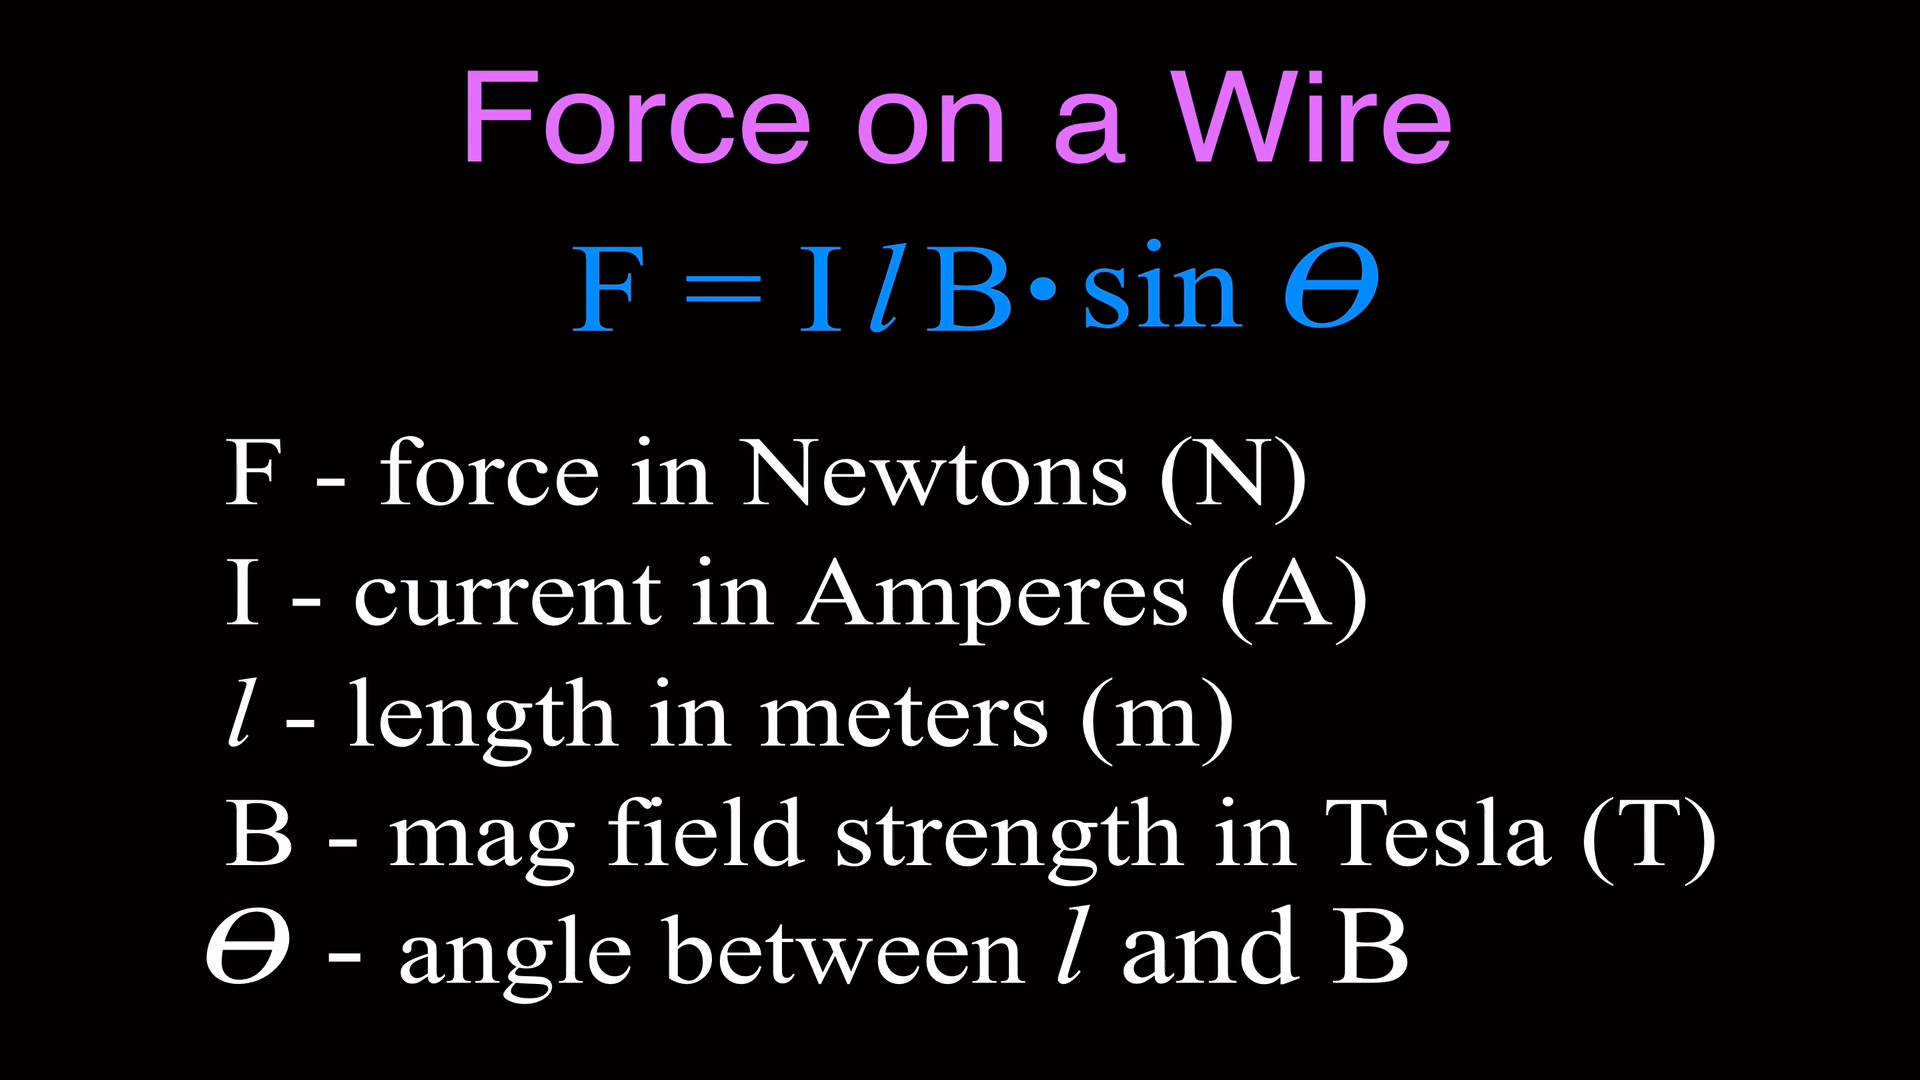 Force on a Wire
F = I l B•sin Θ
F - force in Newtons (N)
I - current in Amperes (A)
l - length in meters (m)
B - mag field strength in Tesla (T)
Θ - angle between l and B